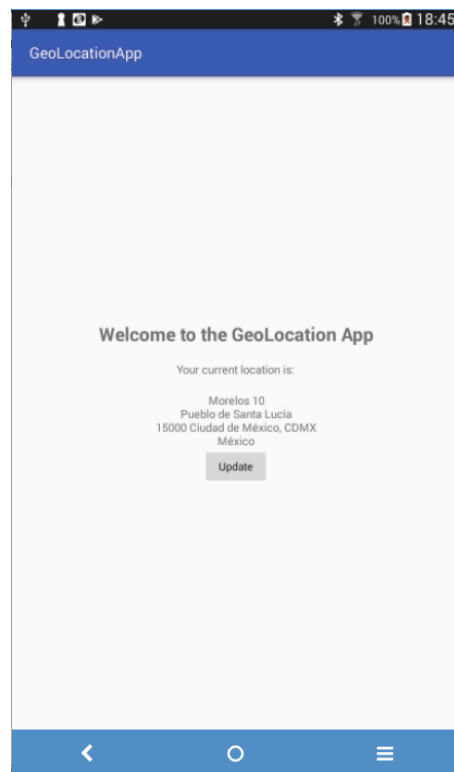 100% 18:45
GeoLocationApp
Welcome to the GeoLocation App
Your current location is:
Morelos 10
Pueblo de Santa Lucía
15000 Ciudad de México, CDMX
México
Update